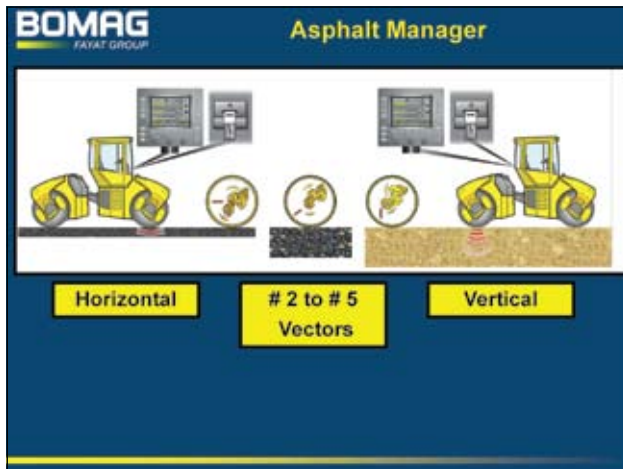 BOMAG
FAYAT GROUP
Asphalt Manager
Horizontal
# 2 to # 5
Vectors
Vertical